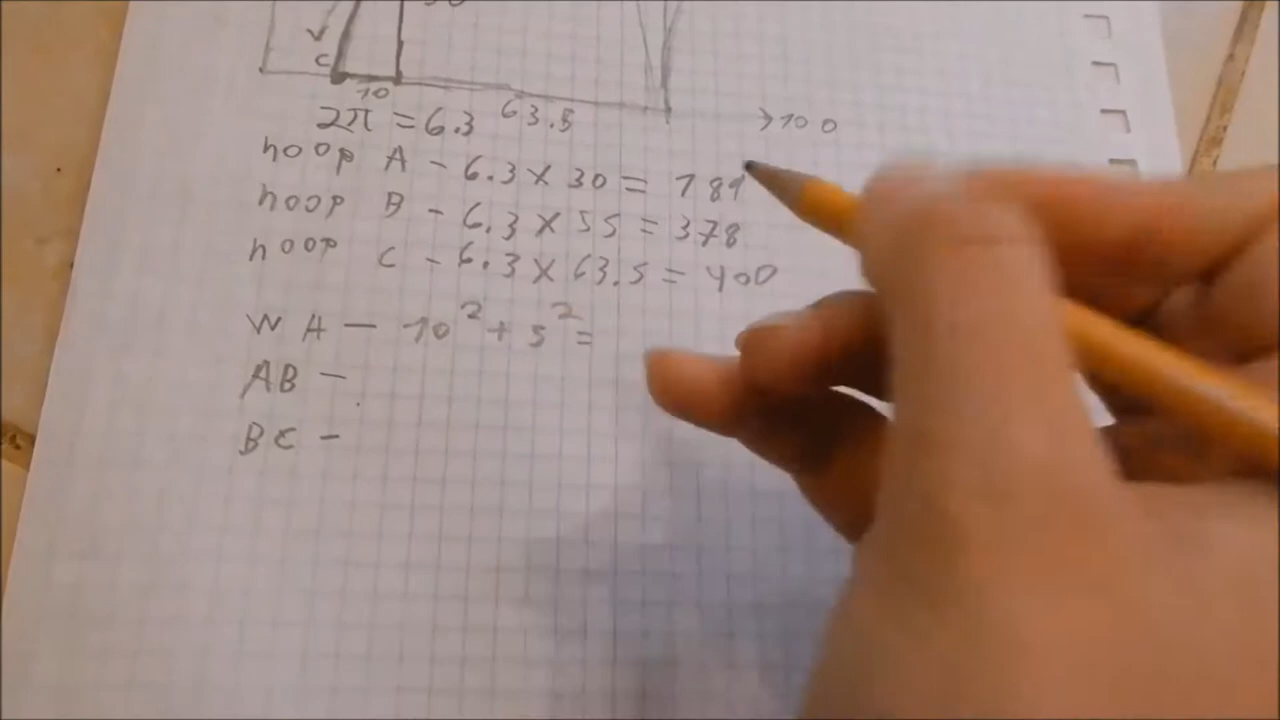 C
10
2π = 6.3 63.5
→ 100
hoop A - 6.3 x 30 = 189
hoop B - 6.3 x 55 = 378
hoop C - 6.3 x 63.5 = 400
W A - 10² + 5² =
AB -
BC -